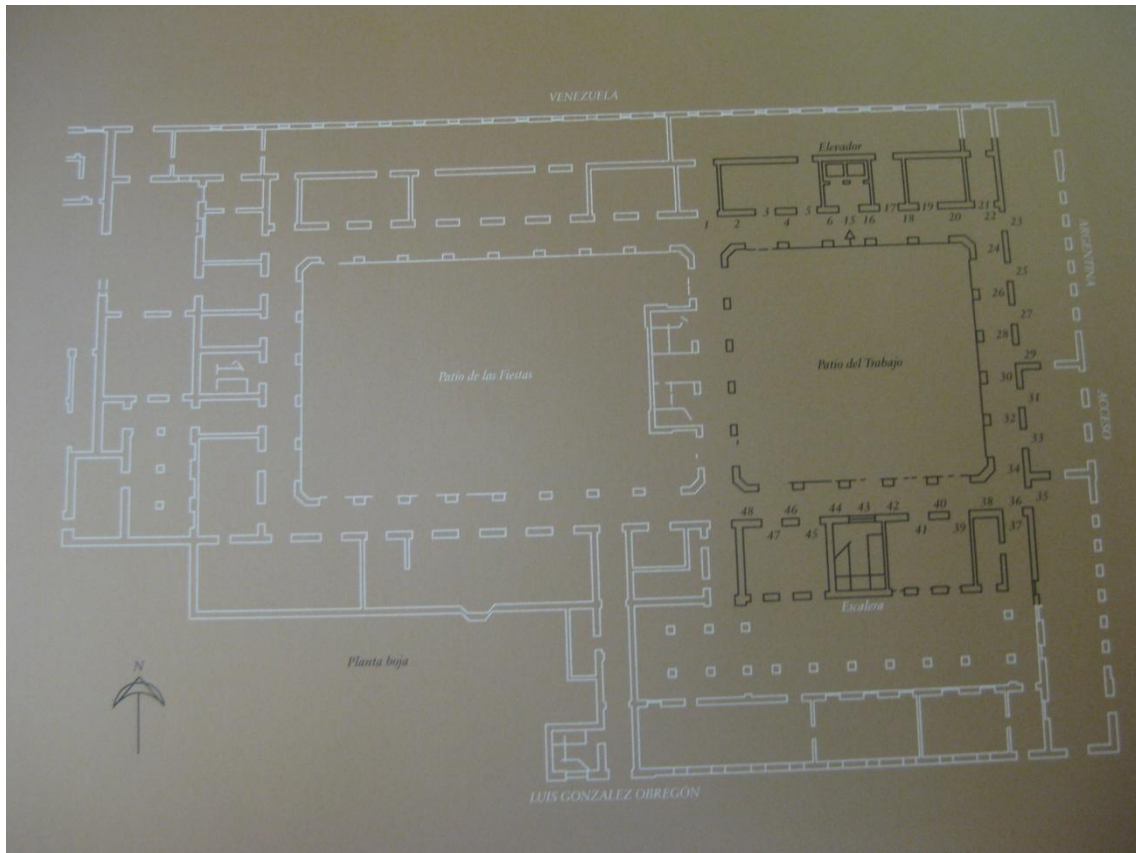 VENEZUELA
Elevador
1 2 3 4 5 6 15 16 17 18 19 20 21 22 23
24
25
26
27
28
29
30
31
32
33
34
35
ARGENTINA
ACCESO
Patio de las Fiestas
Patio del Trabajo
48 46 44 43 42 40 38 36
47 45 41 39 37
Escalera
Planta baja
N
LUIS GONZALEZ OBREGÓN